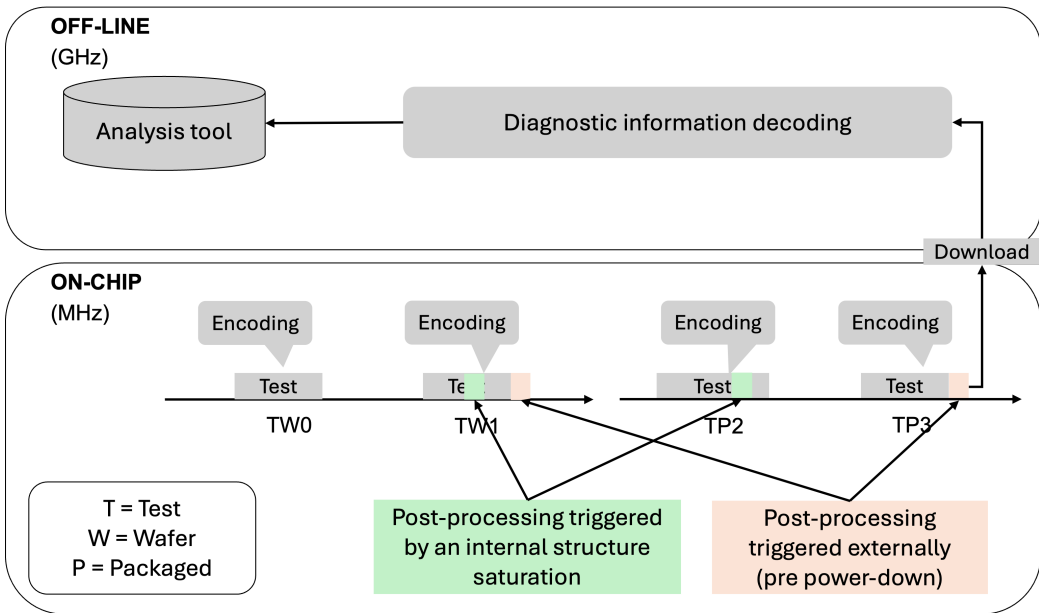 OFF-LINE
(GHz)
Analysis tool
Diagnostic information decoding
Download
ON-CHIP
(MHz)
Encoding
Encoding
Encoding
Encoding
Test
Te
Test
Test
TW0
TW1
TP2
TP3
T = Test
W = Wafer
P = Packaged
Post-processing triggered
by an internal structure
saturation
Post-processing
triggered externally
(pre power-down)